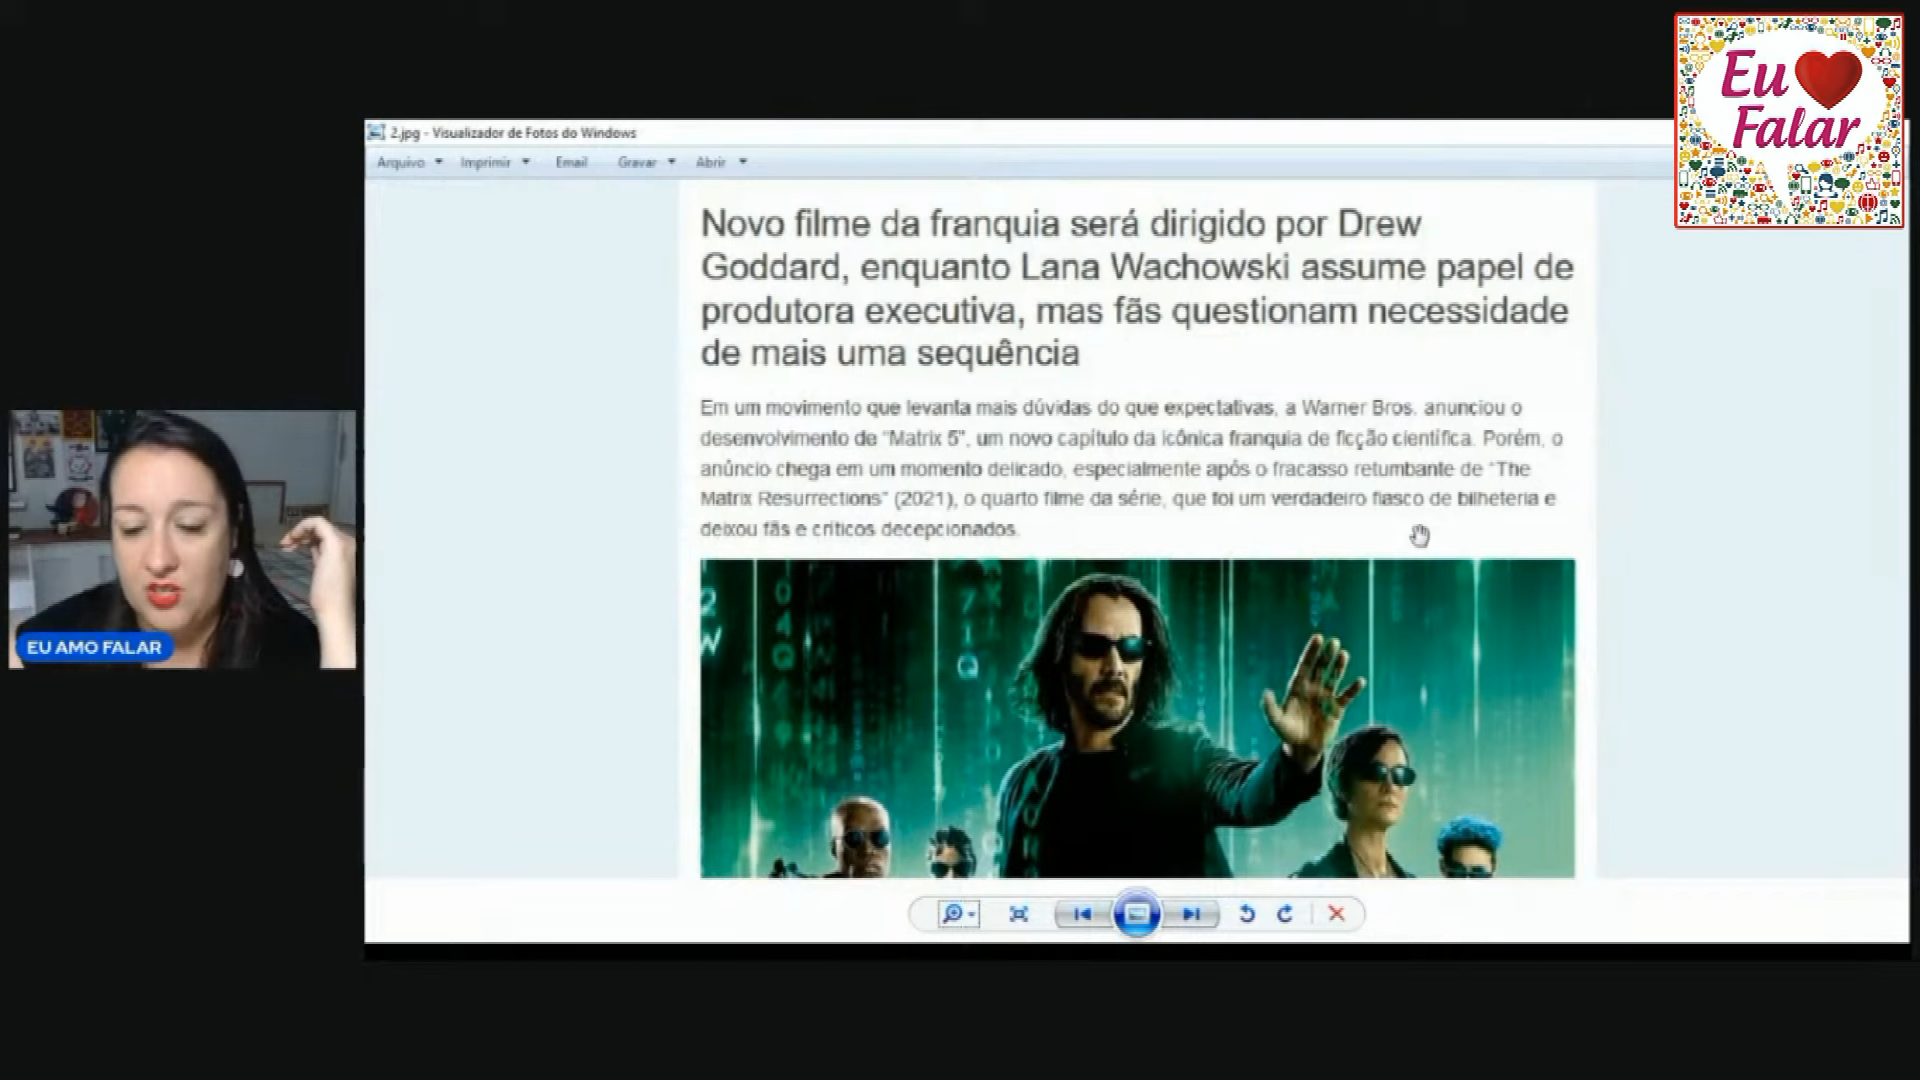 Eu
Falar
2.jpg - Visualizador de Fotos do Windows
Arquivo Imprimir Email Gravar Abrir
Novo filme da franquia será dirigido por Drew
Goddard, enquanto Lana Wachowski assume papel de
produtora executiva, mas fãs questionam necessidade
de mais uma sequência
Em um movimento que levanta mais dúvidas do que expectativas, a Warner Bros. anunciou o
desenvolvimento de "Matrix 5", um novo capítulo da icônica franquia de ficção científica. Porém, o
anúncio chega em um momento delicado, especialmente após o fracasso retumbante de "The
Matrix Resurrections" (2021), o quarto filme da série, que foi um verdadeiro fiasco de bilheteria e
deixou fãs e críticos decepcionados.
EU AMO FALAR